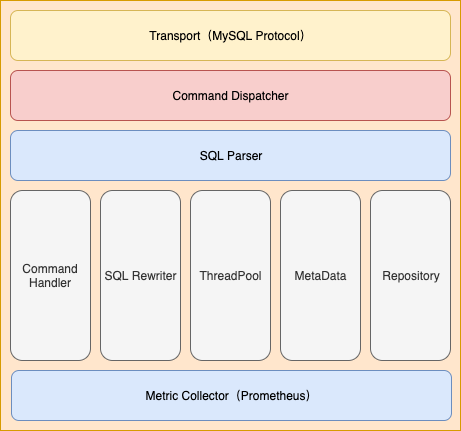 Transport（MySQL Protocol）
Command Dispatcher
SQL Parser
Command
Handler
SQL Rewriter
ThreadPool
MetaData
Repository
Metric Collector（Prometheus）